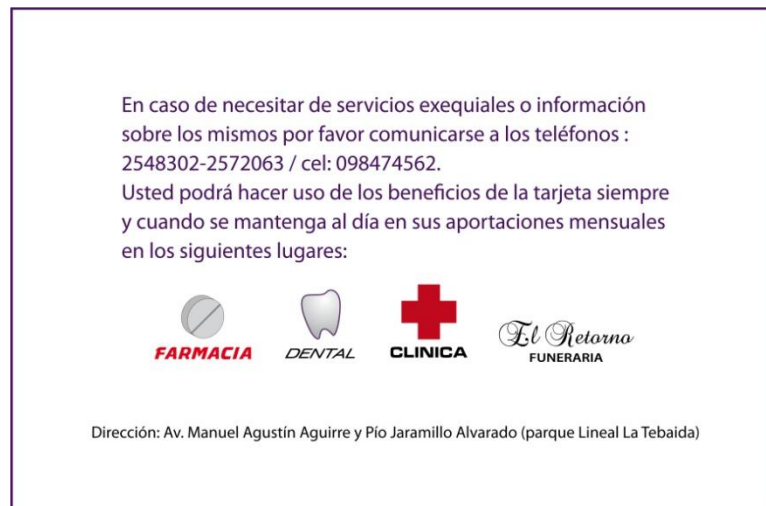 En caso de necesitar de servicios exequiales o información
sobre los mismos por favor comunicarse a los teléfonos :
2548302-2572063 / cel: 098474562.
Usted podrá hacer uso de los beneficios de la tarjeta siempre
y cuando se mantenga al día en sus aportaciones mensuales
en los siguientes lugares:
FARMACIA
DENTAL
CLINICA
El Retorno
FUNERARIA
Dirección: Av. Manuel Agustín Aguirre y Pío Jaramillo Alvarado (parque Lineal La Tebaida)